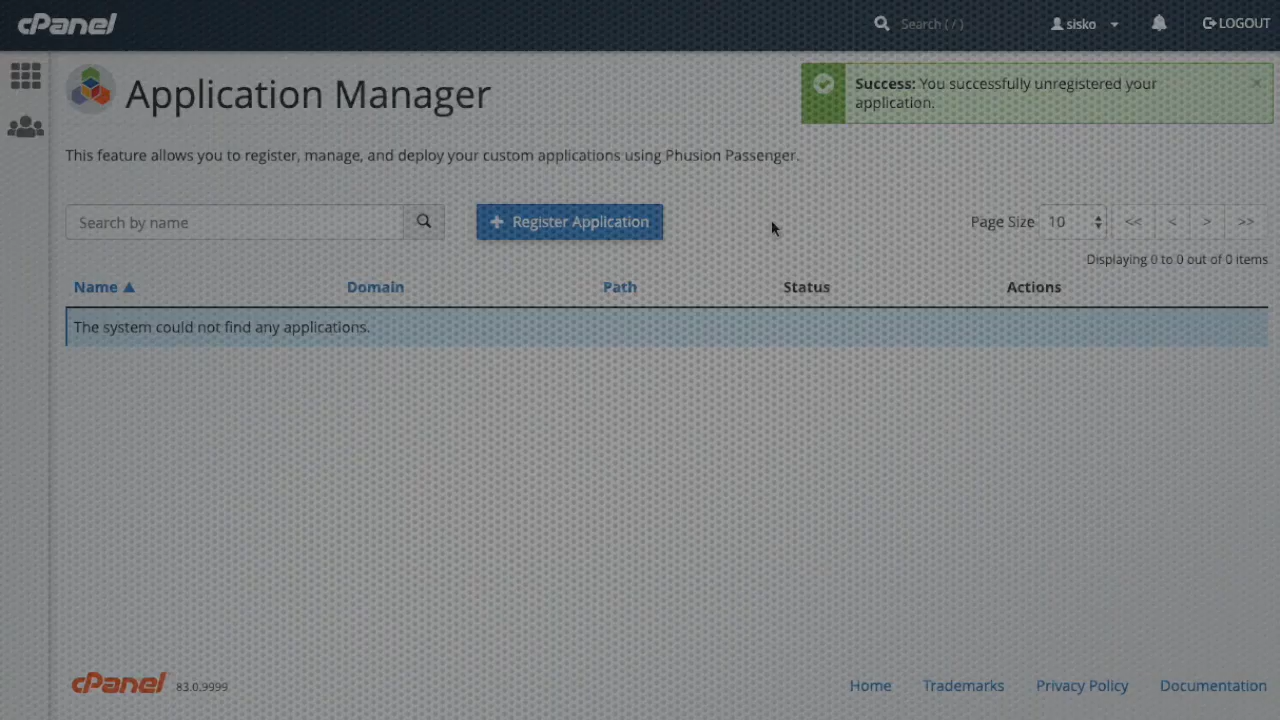 cPanel
Search ( / )
sisko
LOGOUT
Application Manager
Success: You successfully unregistered your
application.
×
This feature allows you to register, manage, and deploy your custom applications using Phusion Passenger.
Search by name
Register Application
Page Size 10 << < > >>
Displaying 0 to 0 out of 0 items
Name Domain Path Status Actions
The system could not find any applications.
cPanel 83.0.9999
Home Trademarks Privacy Policy Documentation